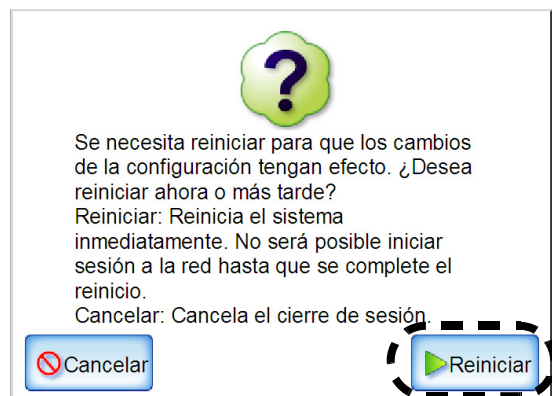 ?
Se necesita reiniciar para que los cambios
de la configuración tengan efecto. ¿Desea
reiniciar ahora o más tarde?
Reiniciar: Reinicia el sistema
inmediatamente. No será posible iniciar
sesión a la red hasta que se complete el
reinicio.
Cancelar: Cancela el cierre de sesión.
Cancelar
Reiniciar